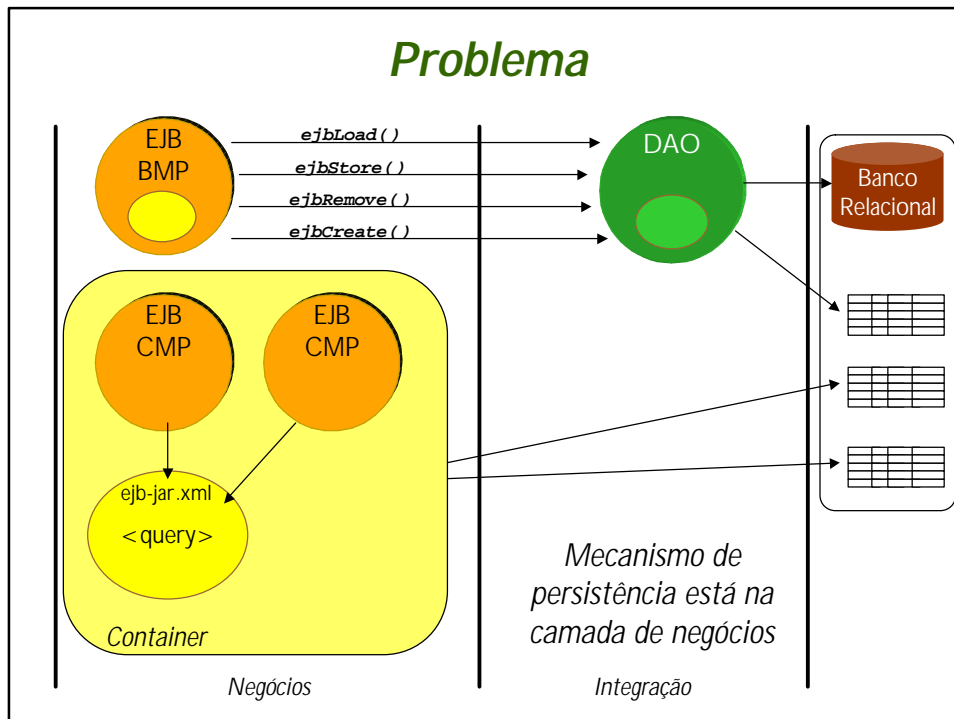 Problema
EJB
BMP
ejbLoad()
ejbStore()
ejbRemove()
ejbCreate()
DAO
Banco
Relacional
EJB
CMP
EJB
CMP
ejb-jar.xml
<query>
Container
Mecanismo de
persistência está na
camada de negócios
Negócios
Integração